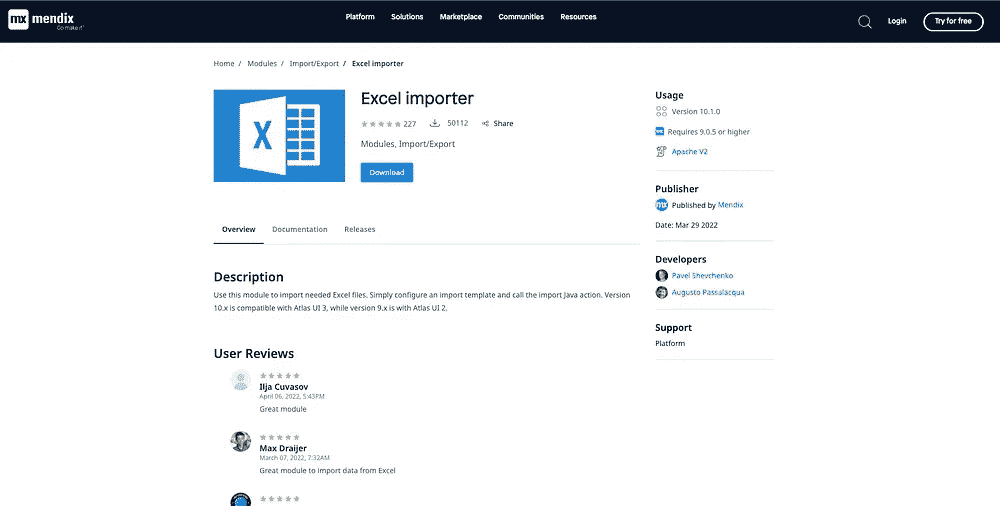 mx mendix
Go make it
Platform Solutions Marketplace Communities Resources
Login
Try for free
Home / Modules / Import/Export / Excel importer
X
Excel importer
227 50112 Share
Modules, Import/Export
Download
Overview Documentation Releases
Description
Use this module to import needed Excel files. Simply configure an import template and call the import Java action. Version
10.x is compatible with Atlas UI 3, while version 9.x is with Atlas UI 2.
User Reviews
Ilja Cuvasov
April 06, 2022, 5:43PM
Great module
Max Draijer
March 07, 2022, 7:32AM
Great module to import data from Excel
Usage
Version 10.1.0
mx Requires 9.0.5 or higher
Apache V2
Publisher
mx Published by Mendix
Date: Mar 29 2022
Developers
Pavel Shevchenko
Augusto Passalacqua
Support
Platform